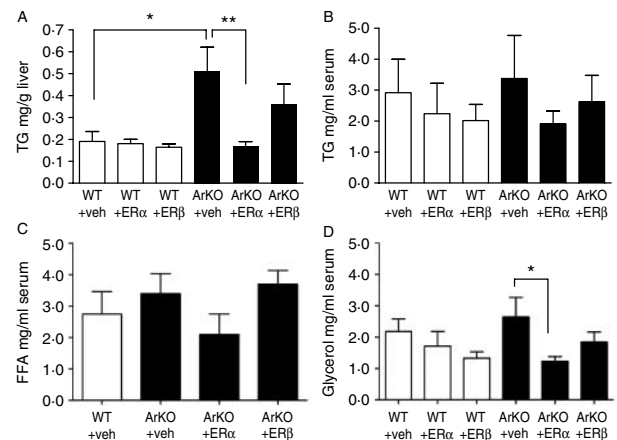 A
TG mg/g liver
0·7
0·6
0·5
0·4
0·3
0·2
0·1
0·0
*
**
WT +veh
WT +ERα
WT +ERβ
ArKO +veh
ArKO +ERα
ArKO +ERβ
B
TG mg/ml serum
5·0
4·0
3·0
2·0
1·0
0·0
WT +veh
WT +ERα
WT +ERβ
ArKO +veh
ArKO +ERα
ArKO +ERβ
C
FFA mg/ml serum
5·0
4·0
3·0
2·0
1·0
0·0
WT +veh
ArKO +veh
ArKO +ERα
ArKO +ERβ
D
Glycerol mg/ml serum
5·0
4·0
3·0
2·0
1·0
0·0
*
WT +veh
WT +ERα
WT +ERβ
ArKO +veh
ArKO +ERα
ArKO +ERβ